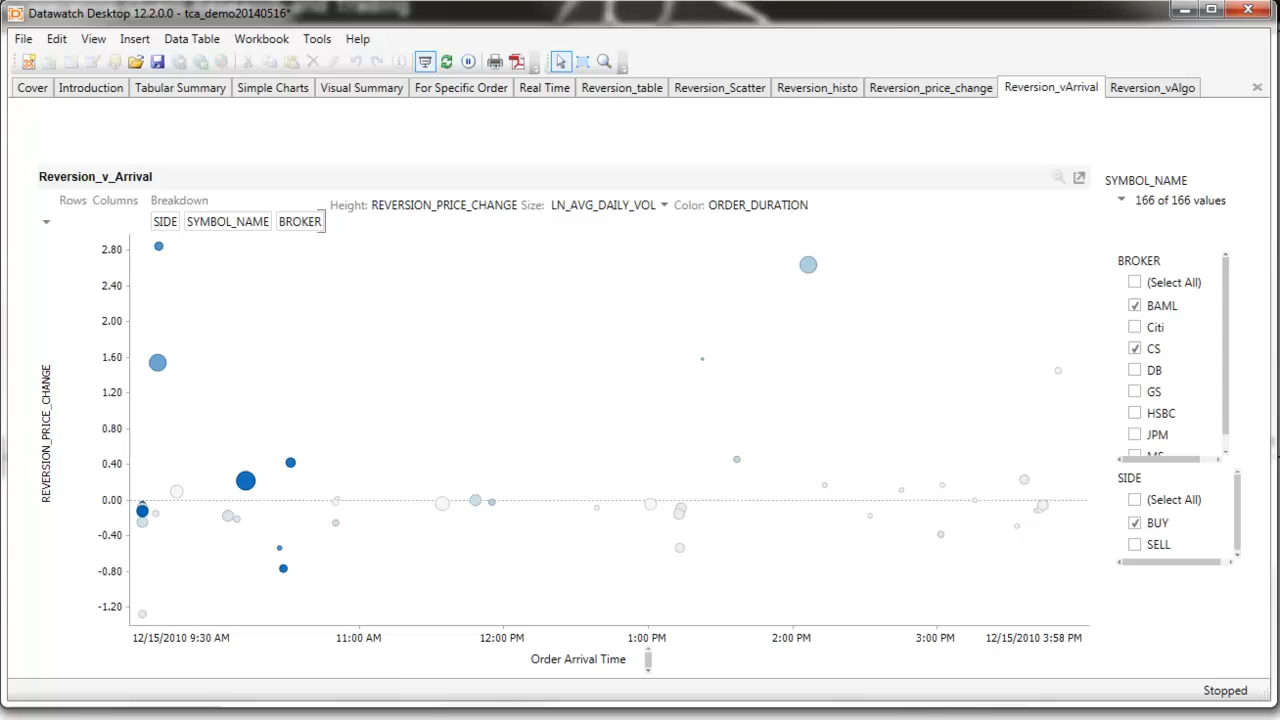 Datawatch Desktop 12.2.0.0 - tca_demo20140516*
File Edit View Insert Data Table Workbook Tools Help
Cover Introduction Tabular Summary Simple Charts Visual Summary For Specific Order Real Time Reversion_table Reversion_Scatter Reversion_histo Reversion_price_change Reversion_vArrival Reversion_vAlgo
Reversion_v_Arrival
Rows Columns Breakdown
SIDE SYMBOL_NAME BROKER
Height: REVERSION_PRICE_CHANGE Size: LN_AVG_DAILY_VOL Color: ORDER_DURATION
REVERSION_PRICE_CHANGE
2.80
2.40
2.00
1.60
1.20
0.80
0.40
0.00
-0.40
-0.80
-1.20
12/15/2010 9:30 AM 11:00 AM 12:00 PM 1:00 PM 2:00 PM 3:00 PM 12/15/2010 3:58 PM
Order Arrival Time
SYMBOL_NAME
166 of 166 values
BROKER
(Select All)
BAML
Citi
CS
DB
GS
HSBC
JPM
SIDE
(Select All)
BUY
SELL
Stopped